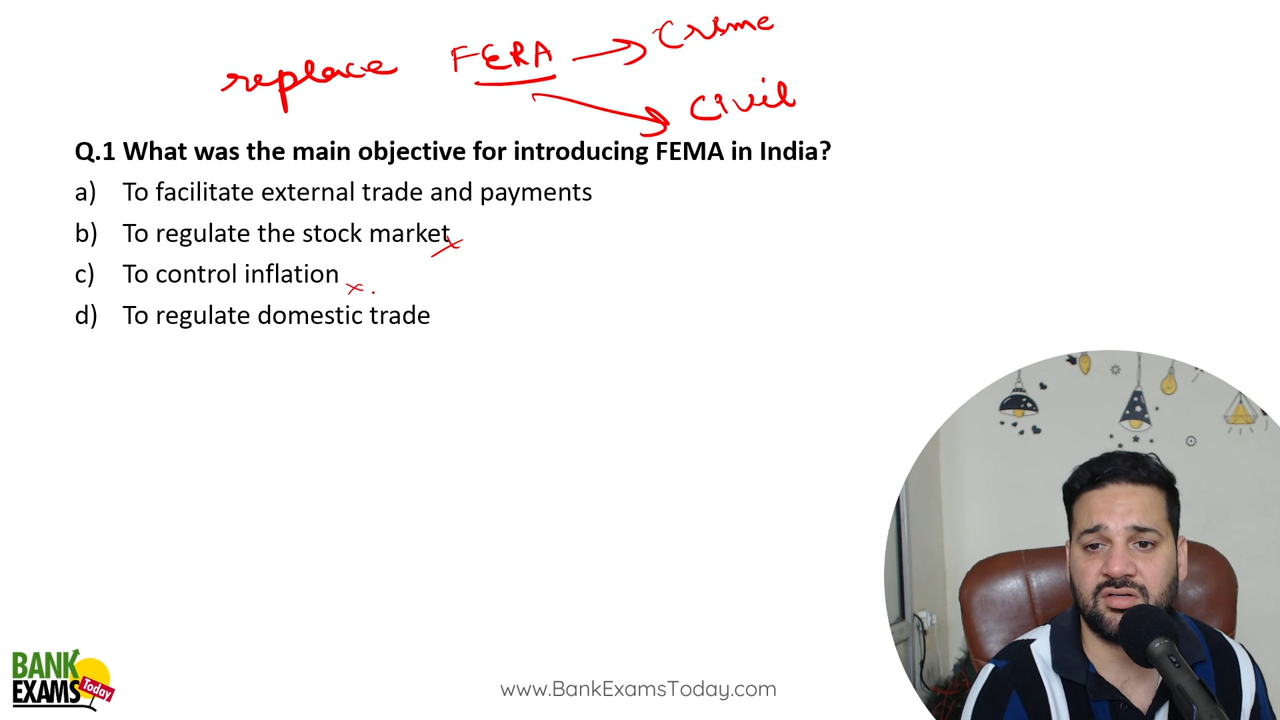 replace FERA → Crime
Civil
Q.1 What was the main objective for introducing FEMA in India?
a) To facilitate external trade and payments
b) To regulate the stock market
c) To control inflation
d) To regulate domestic trade
BANK
EXAMS Today
www.BankExamsToday.com